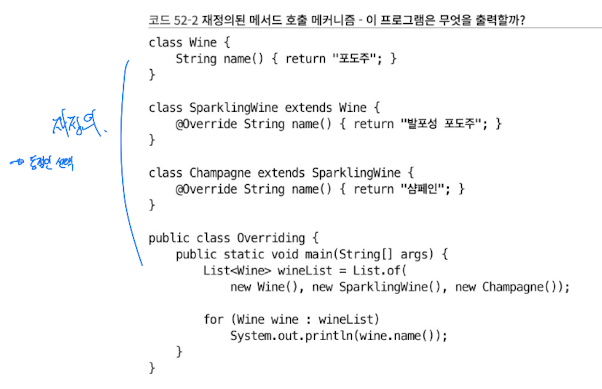 코드 52-2 재정의된 메서드 호출 메커니즘 - 이 프로그램은 무엇을 출력할까?
class Wine {
    String name() { return "포도주"; }
}
class SparklingWine extends Wine {
    @Override String name() { return "발포성 포도주"; }
}
class Champagne extends SparklingWine {
    @Override String name() { return "샴페인"; }
}
재정의.
→ 동적인 선택
public class Overriding {
    public static void main(String[] args) {
        List<Wine> wineList = List.of(
            new Wine(), new SparklingWine(), new Champagne());
        for (Wine wine : wineList)
            System.out.println(wine.name());
    }
}